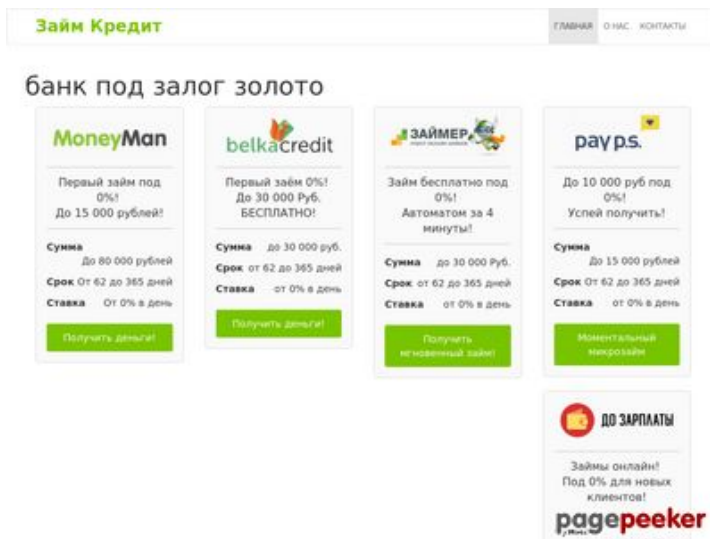 Займ Кредит
ГЛАВНАЯ О НАС. КОНТАКТЫ
банк под залог золото
MoneyMan
Первый займ под
0%!
До 15 000 рублей!
Сумма
До 80 000 рублей
Срок От 62 до 365 дней
Ставка От 0% в день
Получить деньги!
belkacredit
Первый заём 0%!
До 30 000 Руб.
БЕСПЛАТНО!
Сумма до 30 000 руб.
Срок от 62 до 365 дней
Ставка от 0% в день
Получить деньги!
ЗАЙМЕР
Займ бесплатно под
0%!
Автоматом за 4
минуты!
Сумма до 30 000 Руб.
Срок от 62 до 365 дней
Ставка от 0% в день
Получить
мгновенный займ!
pay p.s.
До 10 000 руб под
0%!
Успей получить!
Сумма
До 15 000 рублей
Срок От 62 до 365 дней
Ставка от 0% в день
Моментальный
микрозайм
ДО ЗАРПЛАТЫ
Займы онлайн!
Под 0% для новых
клиентов!
pagepeeker